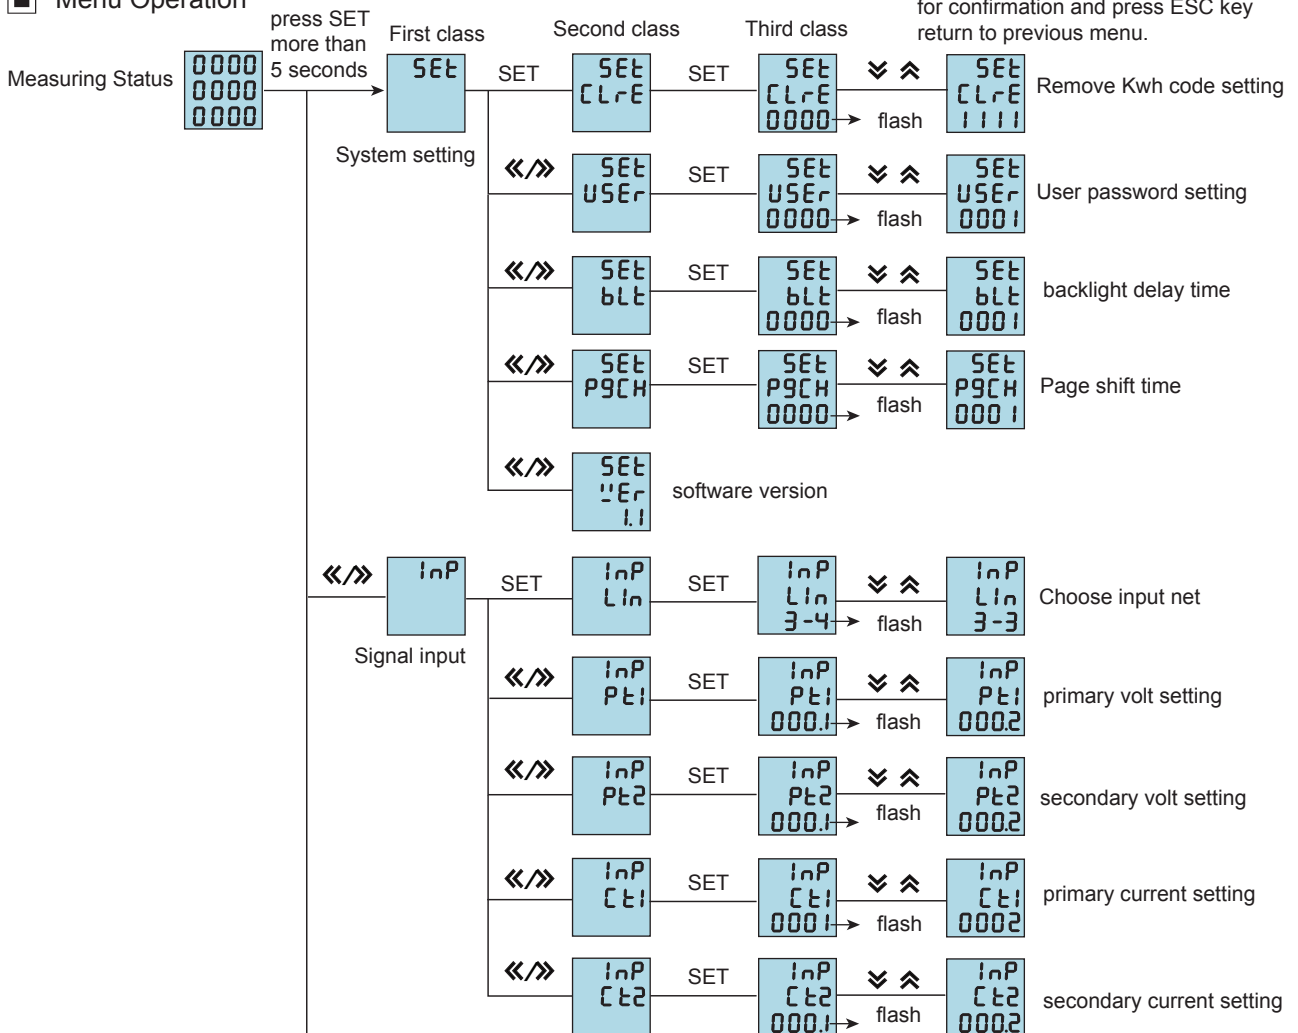 Menu Operation
for confirmation and press ESC key
return to previous menu.
press SET
more than
5 seconds
First class
Second class
Third class
Measuring Status
0000
0000
0000
SEt
System setting
SET
SEt
CLrE
SET
SEt
CLrE
0000
flash
SEt
CLrE
1111
Remove Kwh code setting
SEt
USEr
SET
SEt
USEr
0000
flash
SEt
USEr
0001
User password setting
SEt
bLt
SET
SEt
bLt
0000
flash
SEt
bLt
0001
backlight delay time
SEt
PgCH
SET
SEt
PgCH
0000
flash
SEt
PgCH
0001
Page shift time
SEt
VEr
1.1
software version
InP
Signal input
SET
InP
LIn
SET
InP
LIn
3-4
flash
InP
LIn
3-3
Choose input net
InP
Pt1
SET
InP
Pt1
000.1
flash
InP
Pt1
000.2
primary volt setting
InP
Pt2
SET
InP
Pt2
000.1
flash
InP
Pt2
000.2
secondary volt setting
InP
Ct1
SET
InP
Ct1
0001
flash
InP
Ct1
0002
primary current setting
InP
Ct2
SET
InP
Ct2
000.1
flash
InP
Ct2
000.2
secondary current setting